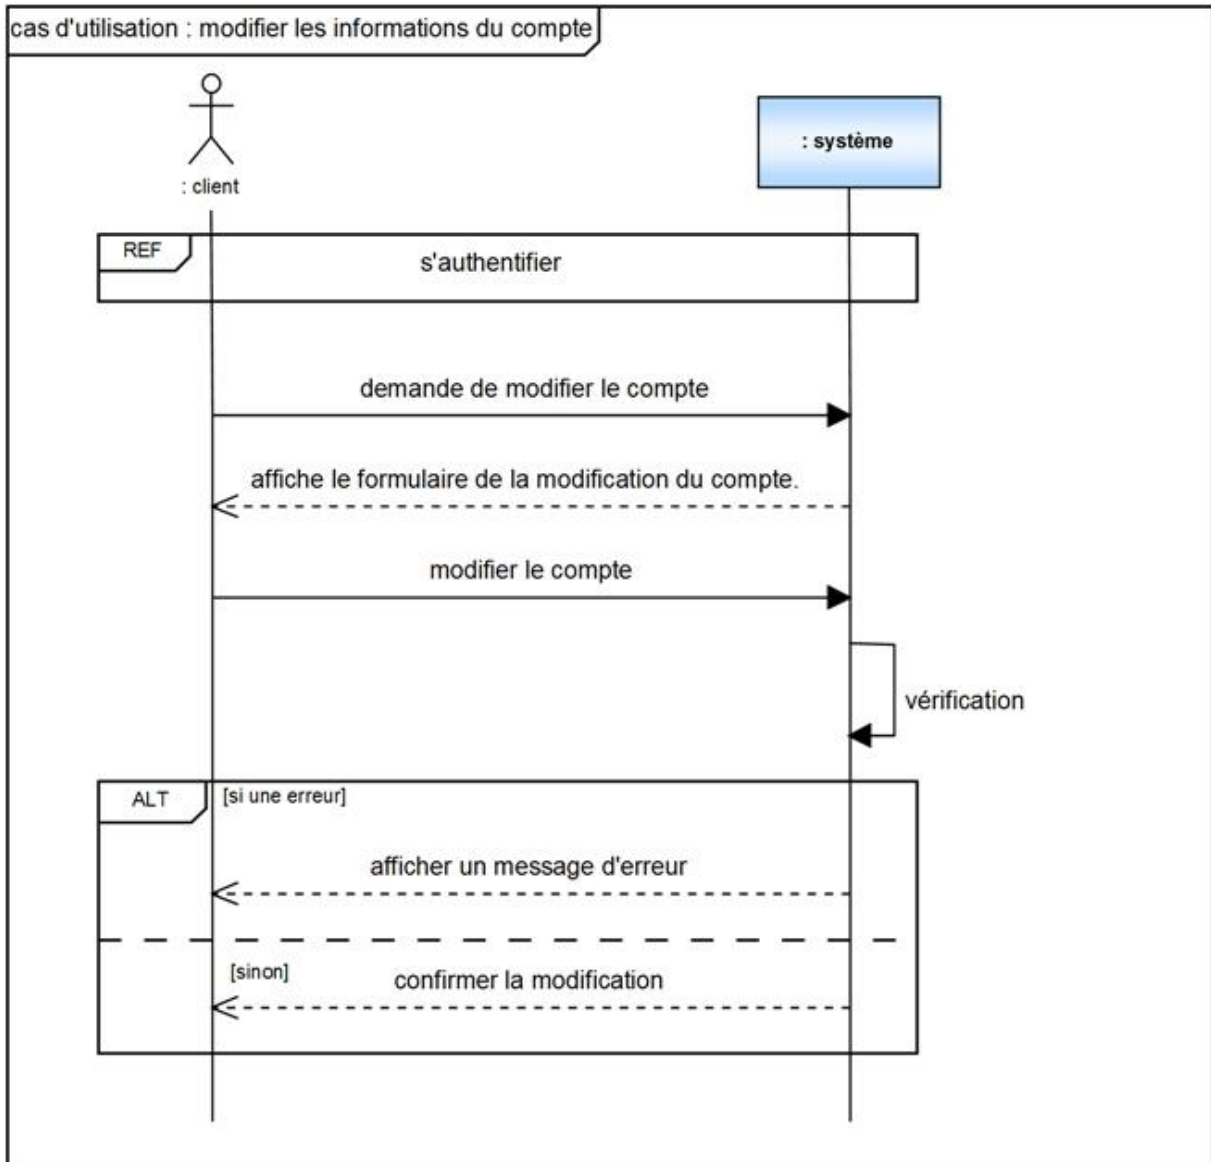 cas d'utilisation : modifier les informations du compte
: client
: système
REF
s'authentifier
demande de modifier le compte
affiche le formulaire de la modification du compte.
modifier le compte
vérification
ALT
[si une erreur]
afficher un message d'erreur
[sinon]
confirmer la modification